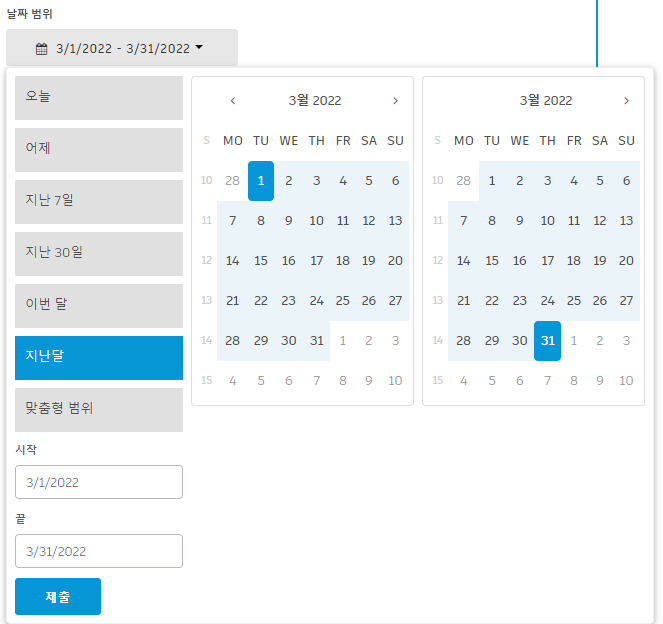 날짜 범위
3/1/2022 - 3/31/2022
오늘
어제
지난 7일
지난 30일
이번 달
지난달
맞춤형 범위
시작
3/1/2022
끝
3/31/2022
제출
3월 2022
S MO TU WE TH FR SA SU
10 28 1 2 3 4 5 6
11 7 8 9 10 11 12 13
12 14 15 16 17 18 19 20
13 21 22 23 24 25 26 27
14 28 29 30 31 1 2 3
15 4 5 6 7 8 9 10
3월 2022
S MO TU WE TH FR SA SU
10 28 1 2 3 4 5 6
11 7 8 9 10 11 12 13
12 14 15 16 17 18 19 20
13 21 22 23 24 25 26 27
14 28 29 30 31 1 2 3
15 4 5 6 7 8 9 10